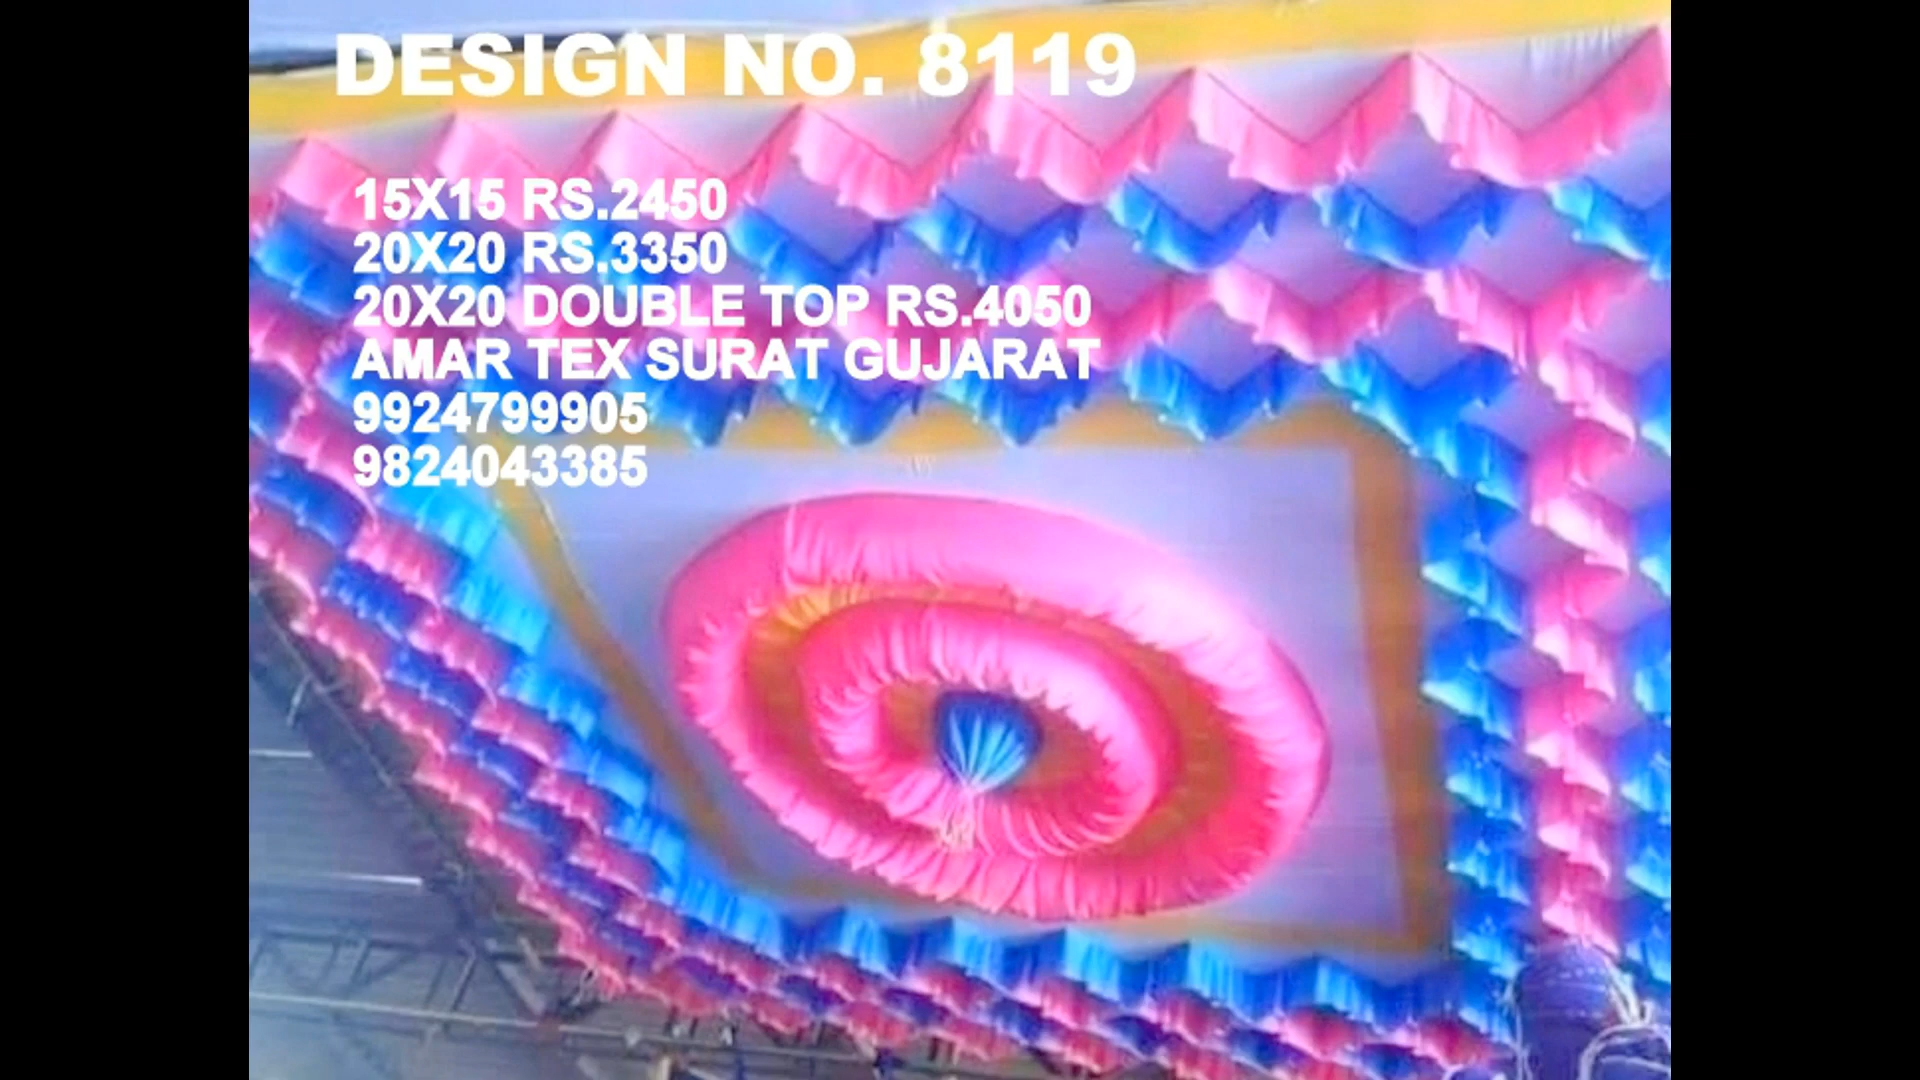 DESIGN NO. 8119
15X15 RS.2450
20X20 RS.3350
20X20 DOUBLE TOP RS.4050
AMAR TEX SURAT GUJARAT
9924799905
9824043385